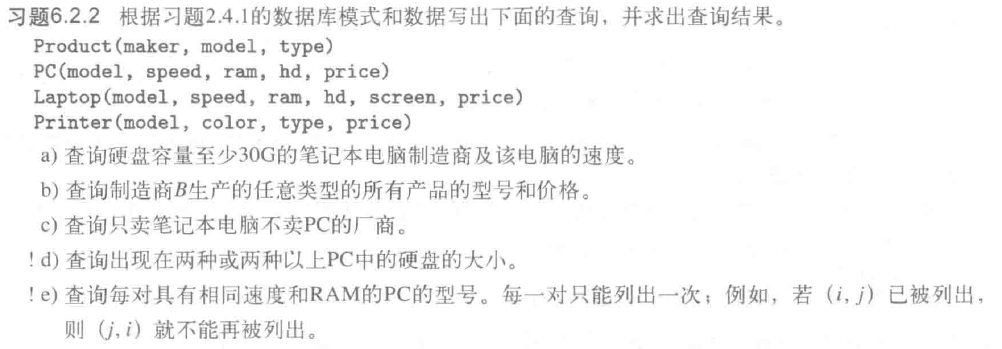 习题6.2.2 根据习题2.4.1的数据库模式和数据写出下面的查询，并求出查询结果。
Product(maker, model, type)
PC(model, speed, ram, hd, price)
Laptop(model, speed, ram, hd, screen, price)
Printer(model, color, type, price)
a) 查询硬盘容量至少30G的笔记本电脑制造商及该电脑的速度。
b) 查询制造商B生产的任意类型的所有产品的型号和价格。
c) 查询只卖笔记本电脑不卖PC的厂商。
! d) 查询出现在两种或两种以上PC中的硬盘的大小。
! e) 查询每对具有相同速度和RAM的PC的型号。每一对只能列出一次；例如，若（i, j）已被列出，
则（j, i）就不能再被列出。